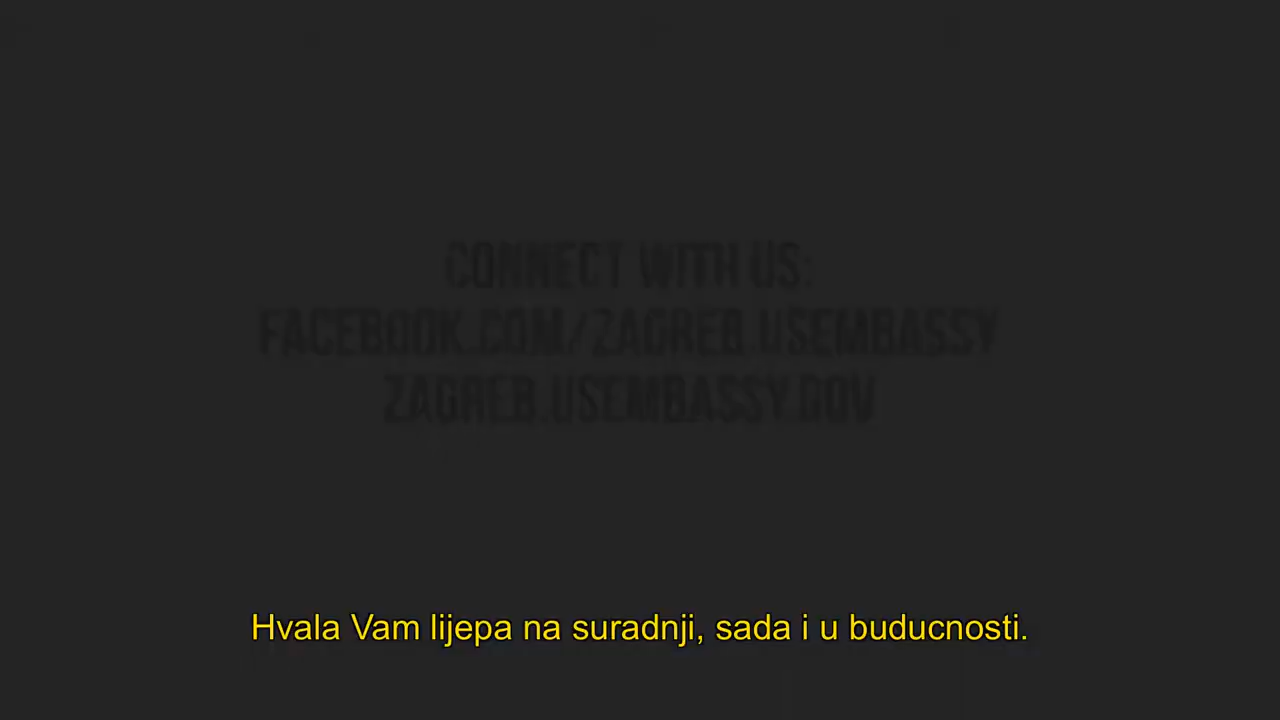 CONNECT WITH US:
FACEBOOK.COM/ZAGREB.USEMBASSY
ZAGREB.USEMBASSY.GOV
Hvala Vam lijepa na suradnji, sada i u buducnosti.